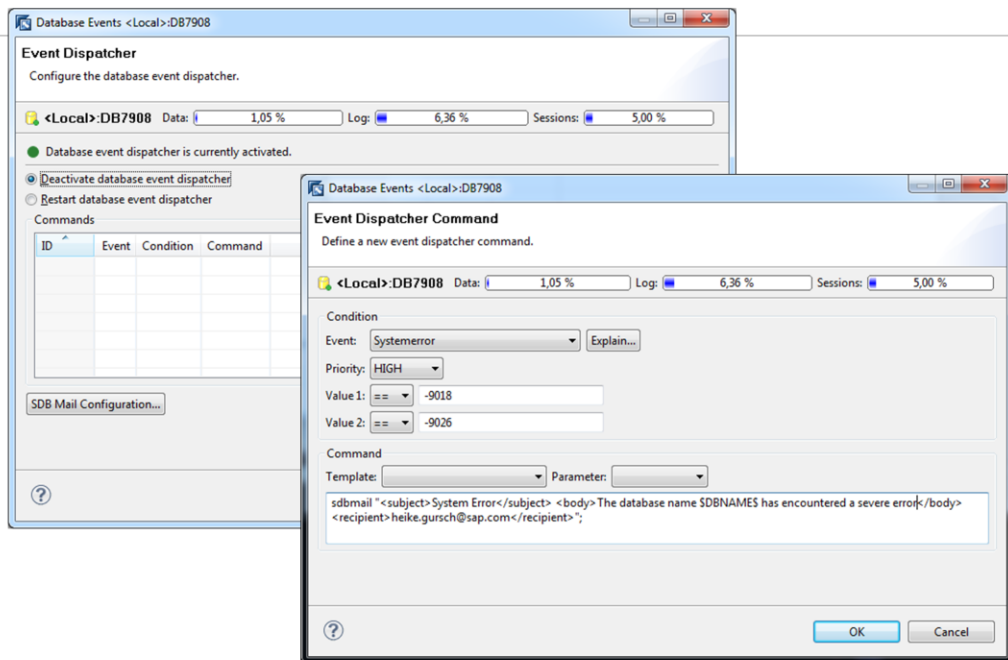 Database Events <Local>:DB7908
Event Dispatcher
Configure the database event dispatcher.
<Local>:DB7908 Data: 1,05 % Log: 6,36 % Sessions: 5,00 %
Database event dispatcher is currently activated.
Deactivate database event dispatcher
Restart database event dispatcher
Commands
ID Event Condition Command
SDB Mail Configuration...
?
Database Events <Local>:DB7908
Event Dispatcher Command
Define a new event dispatcher command.
<Local>:DB7908 Data: 1,05 % Log: 6,36 % Sessions: 5,00 %
Condition
Event: Systemerror Explain...
Priority: HIGH
Value 1: == -9018
Value 2: == -9026
Command
Template: Parameter:
sdbmail "<subject>System Error</subject> <body>The database name $DBNAME$ has encountered a severe error</body>
<recipient>heike.gursch@sap.com</recipient>";
?
OK Cancel